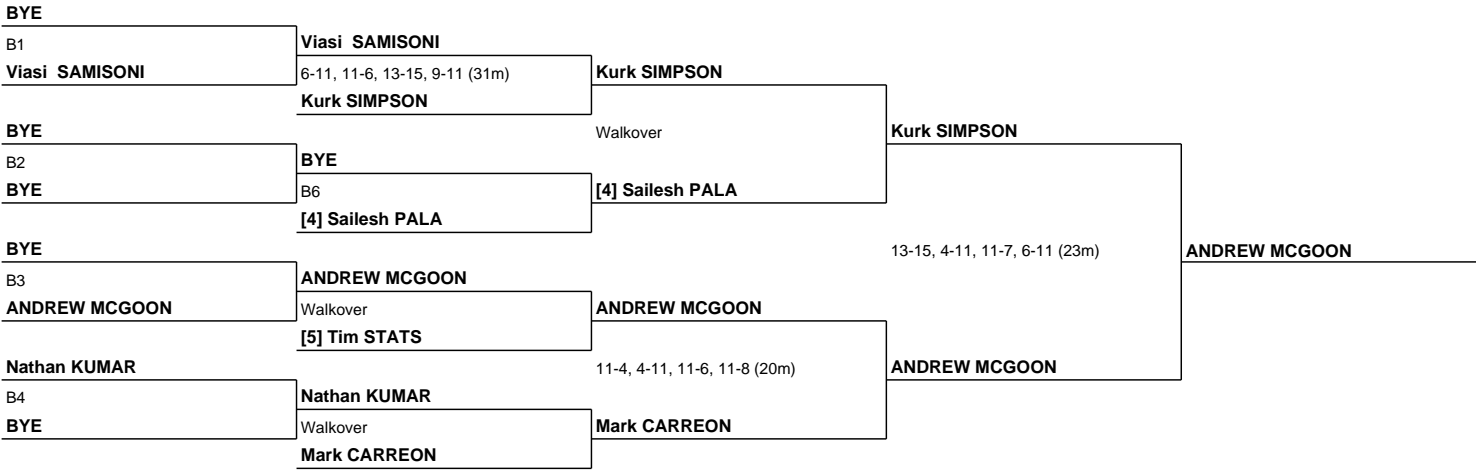 BYE
B1
Viasi SAMISONI
Viasi SAMISONI
6-11, 11-6, 13-15, 9-11 (31m)
Kurk SIMPSON
Kurk SIMPSON
BYE
B2
BYE
BYE
B6
[4] Sailesh PALA
Walkover
[4] Sailesh PALA
Kurk SIMPSON
BYE
B3
ANDREW MCGOON
ANDREW MCGOON
Walkover
[5] Tim STATS
ANDREW MCGOON
Nathan KUMAR
B4
BYE
Nathan KUMAR
Walkover
Mark CARREON
11-4, 4-11, 11-6, 11-8 (20m)
Mark CARREON
13-15, 4-11, 11-7, 6-11 (23m)
ANDREW MCGOON
ANDREW MCGOON